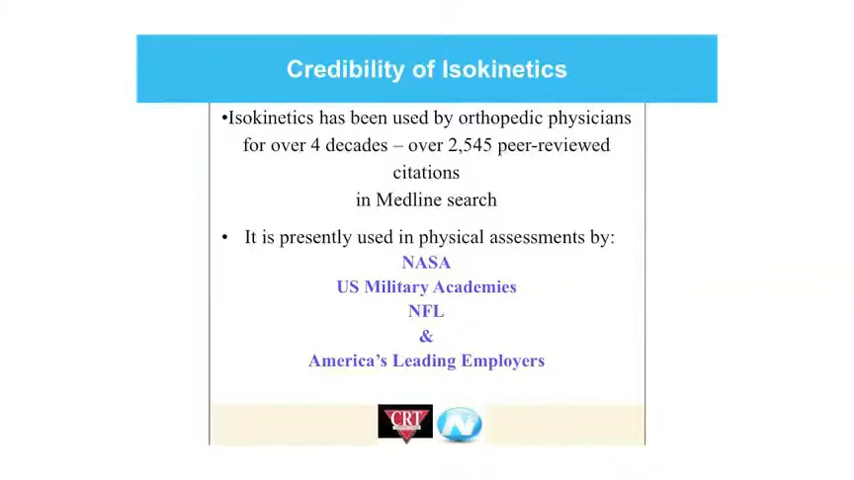 Credibility of Isokinetics
•Isokinetics has been used by orthopedic physicians
for over 4 decades – over 2,545 peer-reviewed
citations
in Medline search
• It is presently used in physical assessments by:
NASA
US Military Academies
NFL
&
America's Leading Employers
CRT N